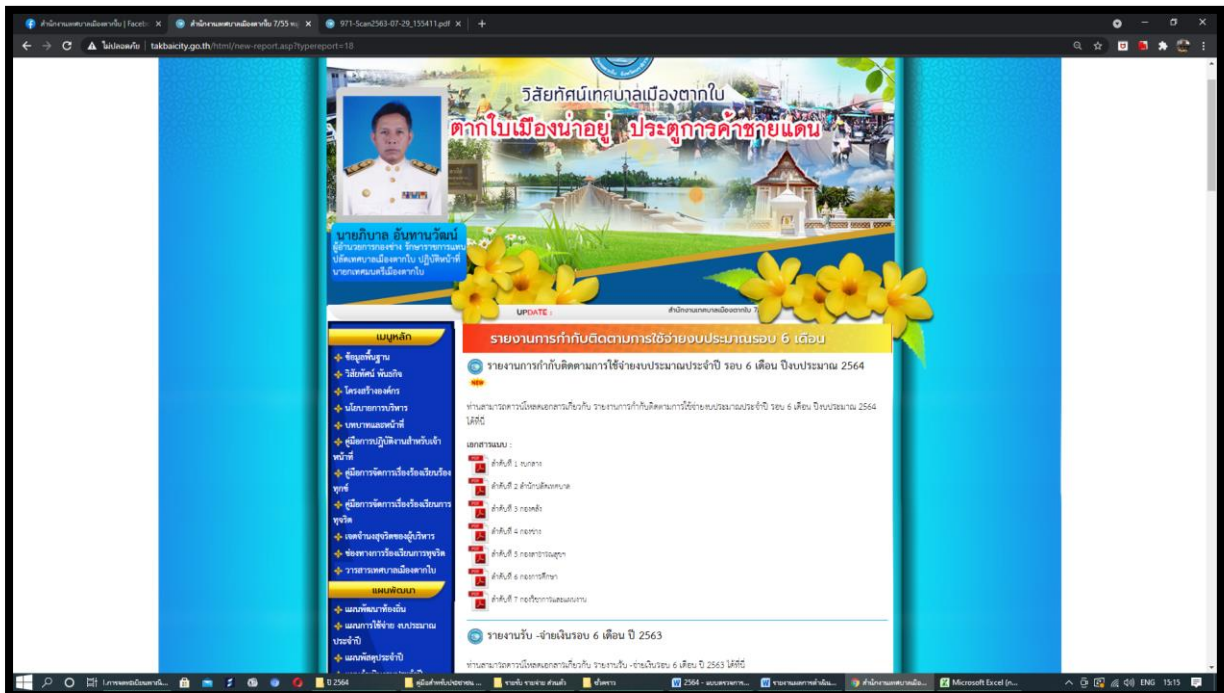 สำนักงานเทศบาลเมืองตากใบ | Faceb
สำนักงานเทศบาลเมืองตากใบ 7/55 หมู่
971-Scan2563-07-29_155411.pdf
ไม่ปลอดภัย | takbaicity.go.th/html/new-report.asp?typereport=18
วิสัยทัศน์เทศบาลเมืองตากใบ
ตากใบเมืองน่าอยู่ ประตูการค้าชายแดน
นายภิบาล อันทานวัฒน์
ผู้อำนวยการกองช่าง รักษาราชการแทน
ปลัดเทศบาลเมืองตากใบ ปฏิบัติหน้าที่
นายกเทศมนตรีเมืองตากใบ
UPDATE :
สำนักงานเทศบาลเมืองตากใบ 7
เมนูหลัก
ข้อมูลพื้นฐาน
วิสัยทัศน์ พันธกิจ
โครงสร้างองค์กร
นโยบายการบริหาร
บทบาทและหน้าที่
คู่มือการปฏิบัติงานสำหรับเจ้า
หน้าที่
คู่มือการจัดการเรื่องร้องเรียนร้อง
ทุกข์
คู่มือการจัดการเรื่องร้องเรียนการ
ทุจริต
เจตจำนงสุจริตของผู้บริหาร
ช่องทางการร้องเรียนการทุจริต
วารสารเทศบาลเมืองตากใบ
แผนพัฒนา
แผนพัฒนาท้องถิ่น
แผนการใช้จ่าย งบประมาณ
ประจำปี
แผนพัสดุประจำปี
รายงานการกำกับติดตามการใช้จ่ายงบประมาณรอบ 6 เดือน
รายงานการกำกับติดตามการใช้จ่ายงบประมาณประจำปี รอบ 6 เดือน ปีงบประมาณ 2564
NEW
ท่านสามารถดาวน์โหลดเอกสารเกี่ยวกับ รายงานการกำกับติดตามการใช้จ่ายงบประมาณประจำปี รอบ 6 เดือน ปีงบประมาณ 2564
ได้ที่นี่
เอกสารแนบ :
ลำดับที่ 1 งบกลาง
ลำดับที่ 2 สำนักปลัดเทศบาล
ลำดับที่ 3 กองคลัง
ลำดับที่ 4 กองช่าง
ลำดับที่ 5 กองสาธารณสุขฯ
ลำดับที่ 6 กองการศึกษา
ลำดับที่ 7 กองวิชาการและแผนงาน
รายงานรับ -จ่ายเงินรอบ 6 เดือน ปี 2563
ท่านสามารถดาวน์โหลดเอกสารเกี่ยวกับ รายงานรับ -จ่ายเงินรอบ 6 เดือน ปี 2563 ได้ที่นี่
ปี 2564
คู่มือสำหรับประชาชน ...
Microsoft Excel (n...
ENG 15:15